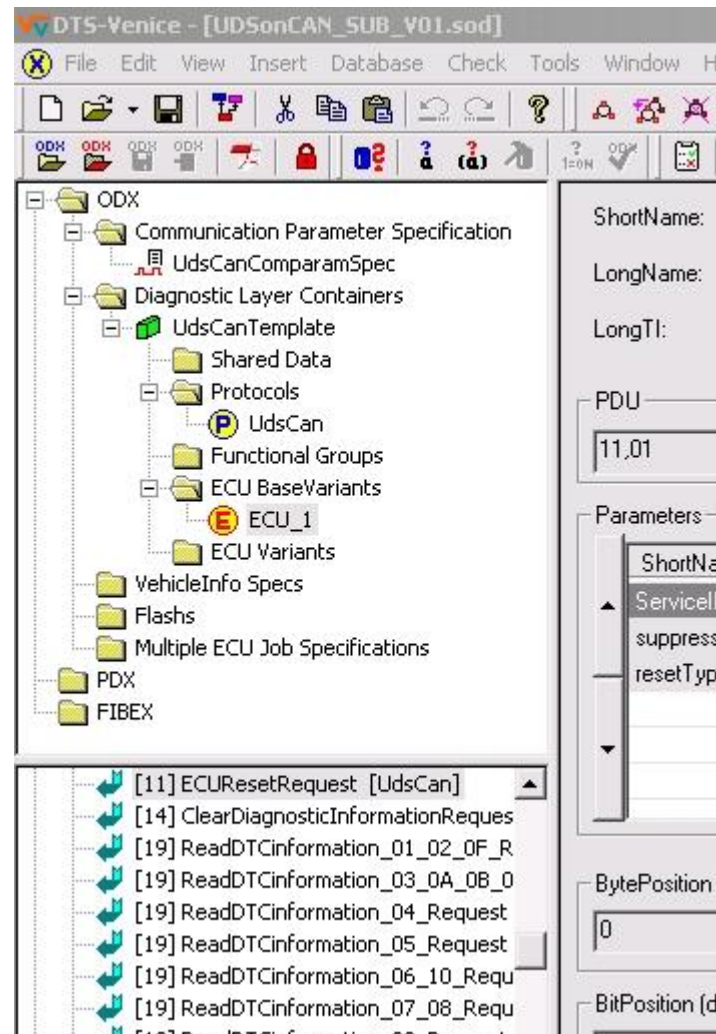 DTS-Venice - [UDSonCAN_SUB_V01.sod]
File Edit View Insert Database Check Tools Window H
ODX
Communication Parameter Specification
UdsCanComparamSpec
Diagnostic Layer Containers
UdsCanTemplate
Shared Data
Protocols
UdsCan
Functional Groups
ECU BaseVariants
ECU_1
ECU Variants
VehicleInfo Specs
Flashs
Multiple ECU Job Specifications
PDX
FIBEX
[11] ECUResetRequest [UdsCan]
[14] ClearDiagnosticInformationReques
[19] ReadDTCinformation_01_02_0F_R
[19] ReadDTCinformation_03_0A_0B_0
[19] ReadDTCinformation_04_Request
[19] ReadDTCinformation_05_Request
[19] ReadDTCinformation_06_10_Requ
[19] ReadDTCinformation_07_08_Requ
ShortName:
LongName:
LongTI:
PDU
11,01
Parameters
ShortNa
ServiceI
suppress
resetTyp
BytePosition
0
BitPosition (d